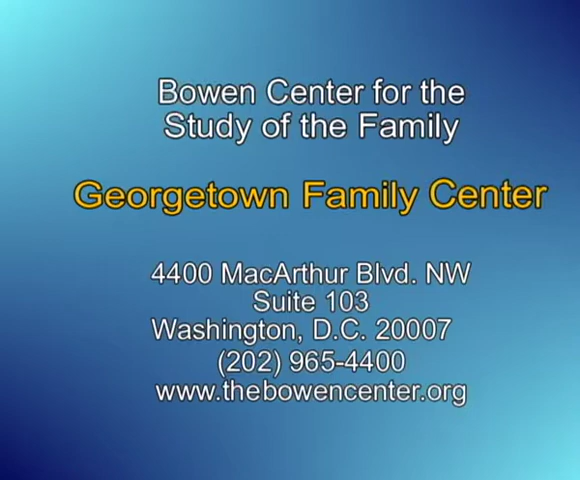 Bowen Center for the
Study of the Family
Georgetown Family Center
4400 MacArthur Blvd. NW
Suite 103
Washington, D.C. 20007
(202) 965-4400
www.thebowencenter.org